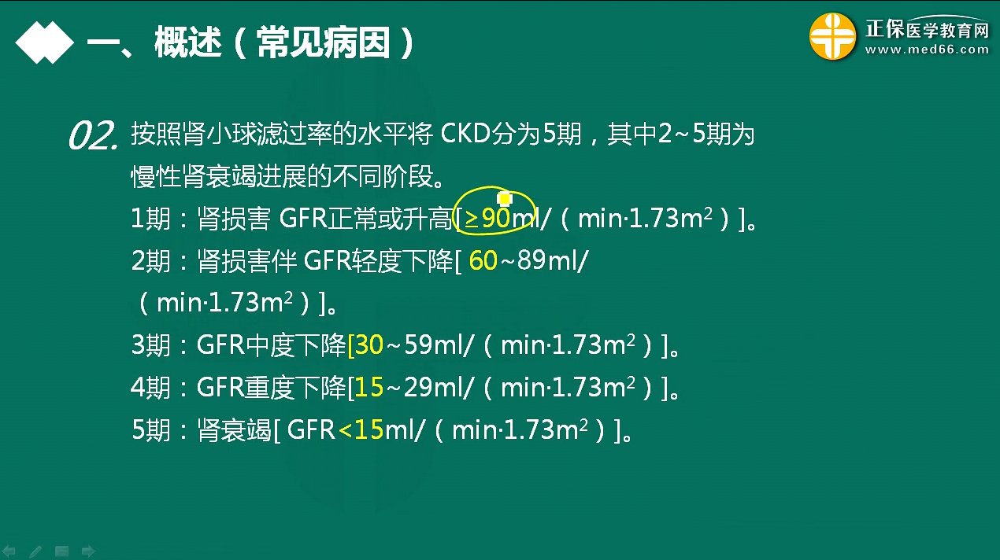 一、概述（常见病因）
正保医学教育网
www.med66.com
02. 按照肾小球滤过率的水平将 CKD分为5期，其中2~5期为
慢性肾衰竭进展的不同阶段。
1期：肾损害 GFR正常或升高[≥90ml/（min·1.73m²）]。
2期：肾损害伴 GFR轻度下降[ 60~89ml/
（min·1.73m²）]。
3期：GFR中度下降[30~59ml/（min·1.73m²）]。
4期：GFR重度下降[15~29ml/（min·1.73m²）]。
5期：肾衰竭[ GFR<15ml/（min·1.73m²）]。